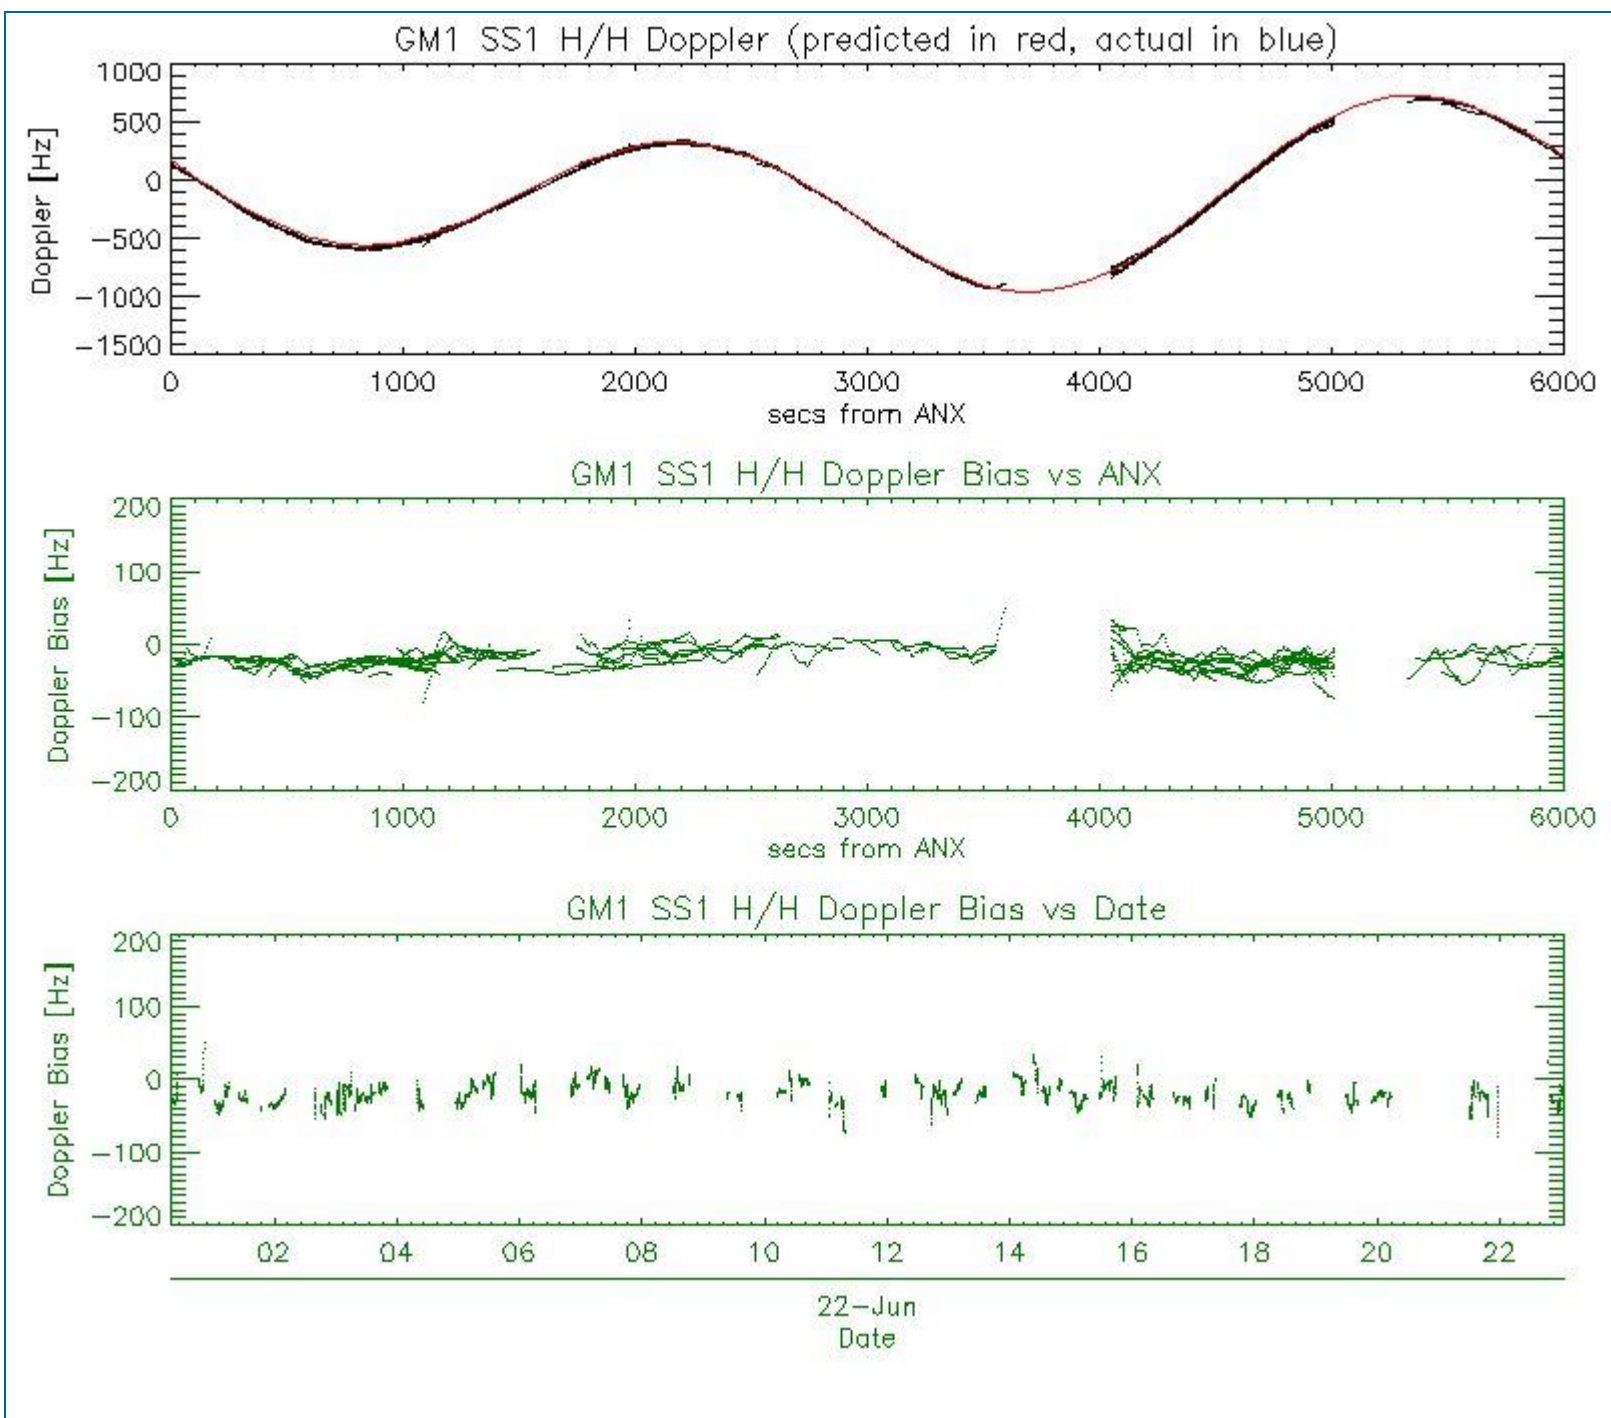 GM1 SS1 H/H Doppler (predicted in red, actual in blue)
Doppler [Hz]
1000
500
0
−500
−1000
−1500
0 1000 2000 3000 4000 5000 6000
secs from ANX
GM1 SS1 H/H Doppler Bias vs ANX
Doppler Bias [Hz]
200
100
0
−100
−200
0 1000 2000 3000 4000 5000 6000
secs from ANX
GM1 SS1 H/H Doppler Bias vs Date
Doppler Bias [Hz]
200
100
0
−100
−200
02 04 06 08 10 12 14 16 18 20 22
22−Jun
Date